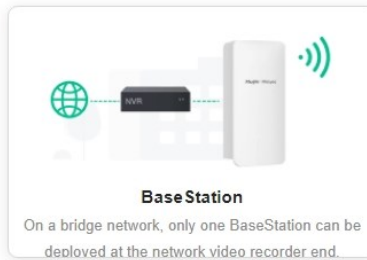 NVR
BaseStation
On a bridge network, only one BaseStation can be
deployed at the network video recorder end.